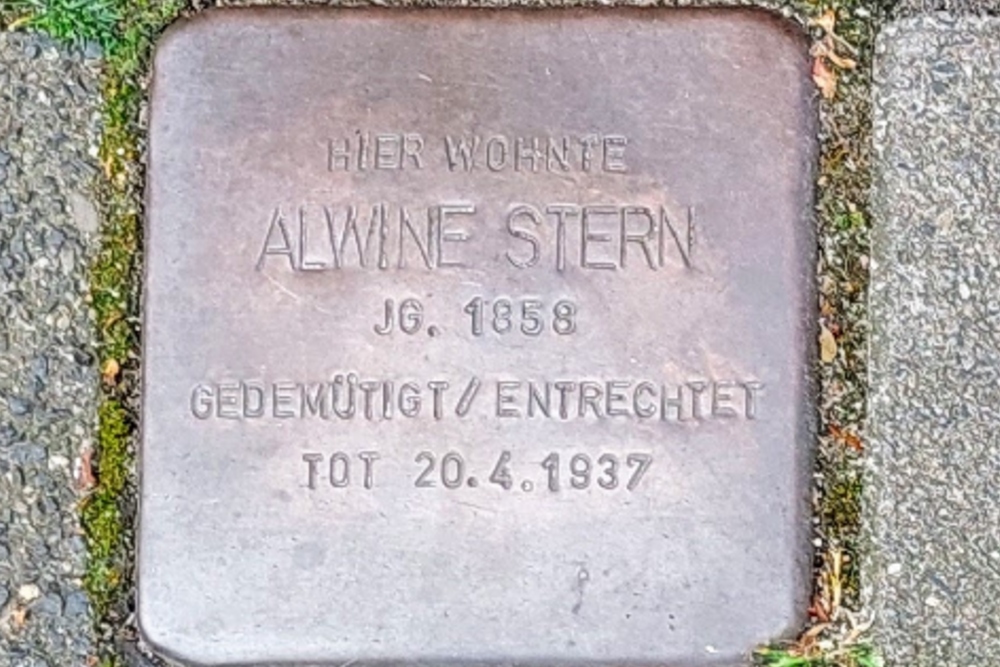 HIER WOHNTE
ALWINE STERN
JG. 1858
GEDEMÜTIGT/ENTRECHTET
TOT 20.4.1937